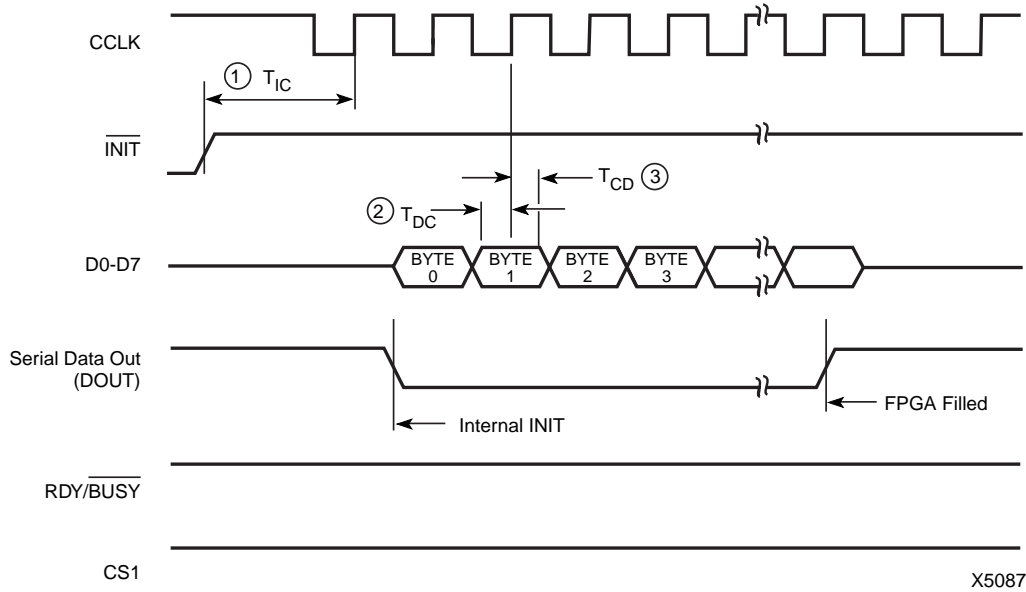 CCLK
① T_IC
INIT
T_CD ③
② T_DC
D0-D7
BYTE 0
BYTE 1
BYTE 2
BYTE 3
Serial Data Out
(DOUT)
FPGA Filled
Internal INIT
RDY/BUSY
CS1
X5087